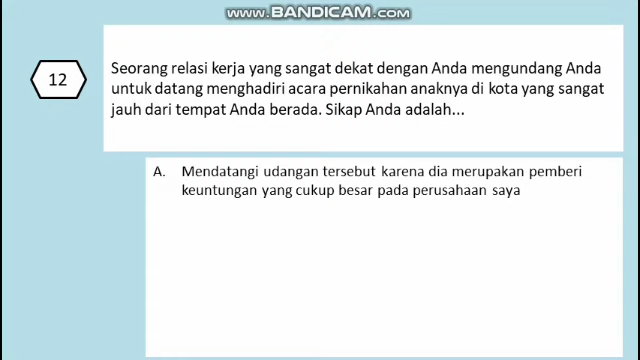 www.BANDICAM.com
12
Seorang relasi kerja yang sangat dekat dengan Anda mengundang Anda
untuk datang menghadiri acara pernikahan anaknya di kota yang sangat
jauh dari tempat Anda berada. Sikap Anda adalah...
A. Mendatangi udangan tersebut karena dia merupakan pemberi
keuntungan yang cukup besar pada perusahaan saya